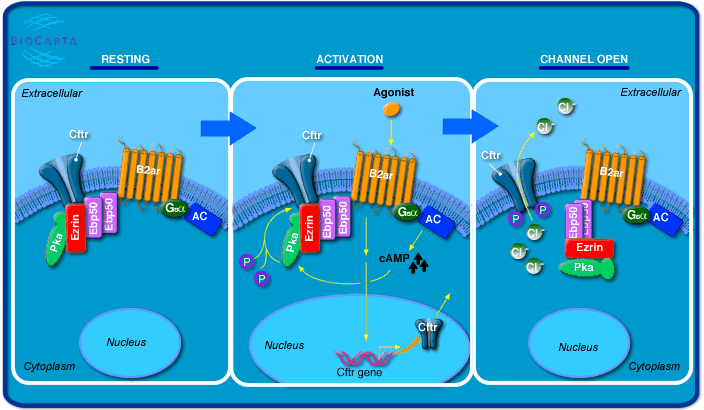 BIOCARTA
RESTING
ACTIVATION
CHANNEL OPEN
Extracellular
Cftr
B2ar
Pka
Ezrin
Ebp50
Ebp50
Gsα
AC
Nucleus
Cytoplasm
Agonist
Cftr
B2ar
Pka
Ezrin
Ebp50
Ebp50
Gsα
AC
P
P
cAMP
Nucleus
Cftr
Cftr gene
Extracellular
Cl-
Cl-
Cl-
Cftr
B2ar
P
P
Ebp50
Gsα
AC
Cl-
Cl-
Cl-
Ezrin
Pka
Nucleus
Cytoplasm